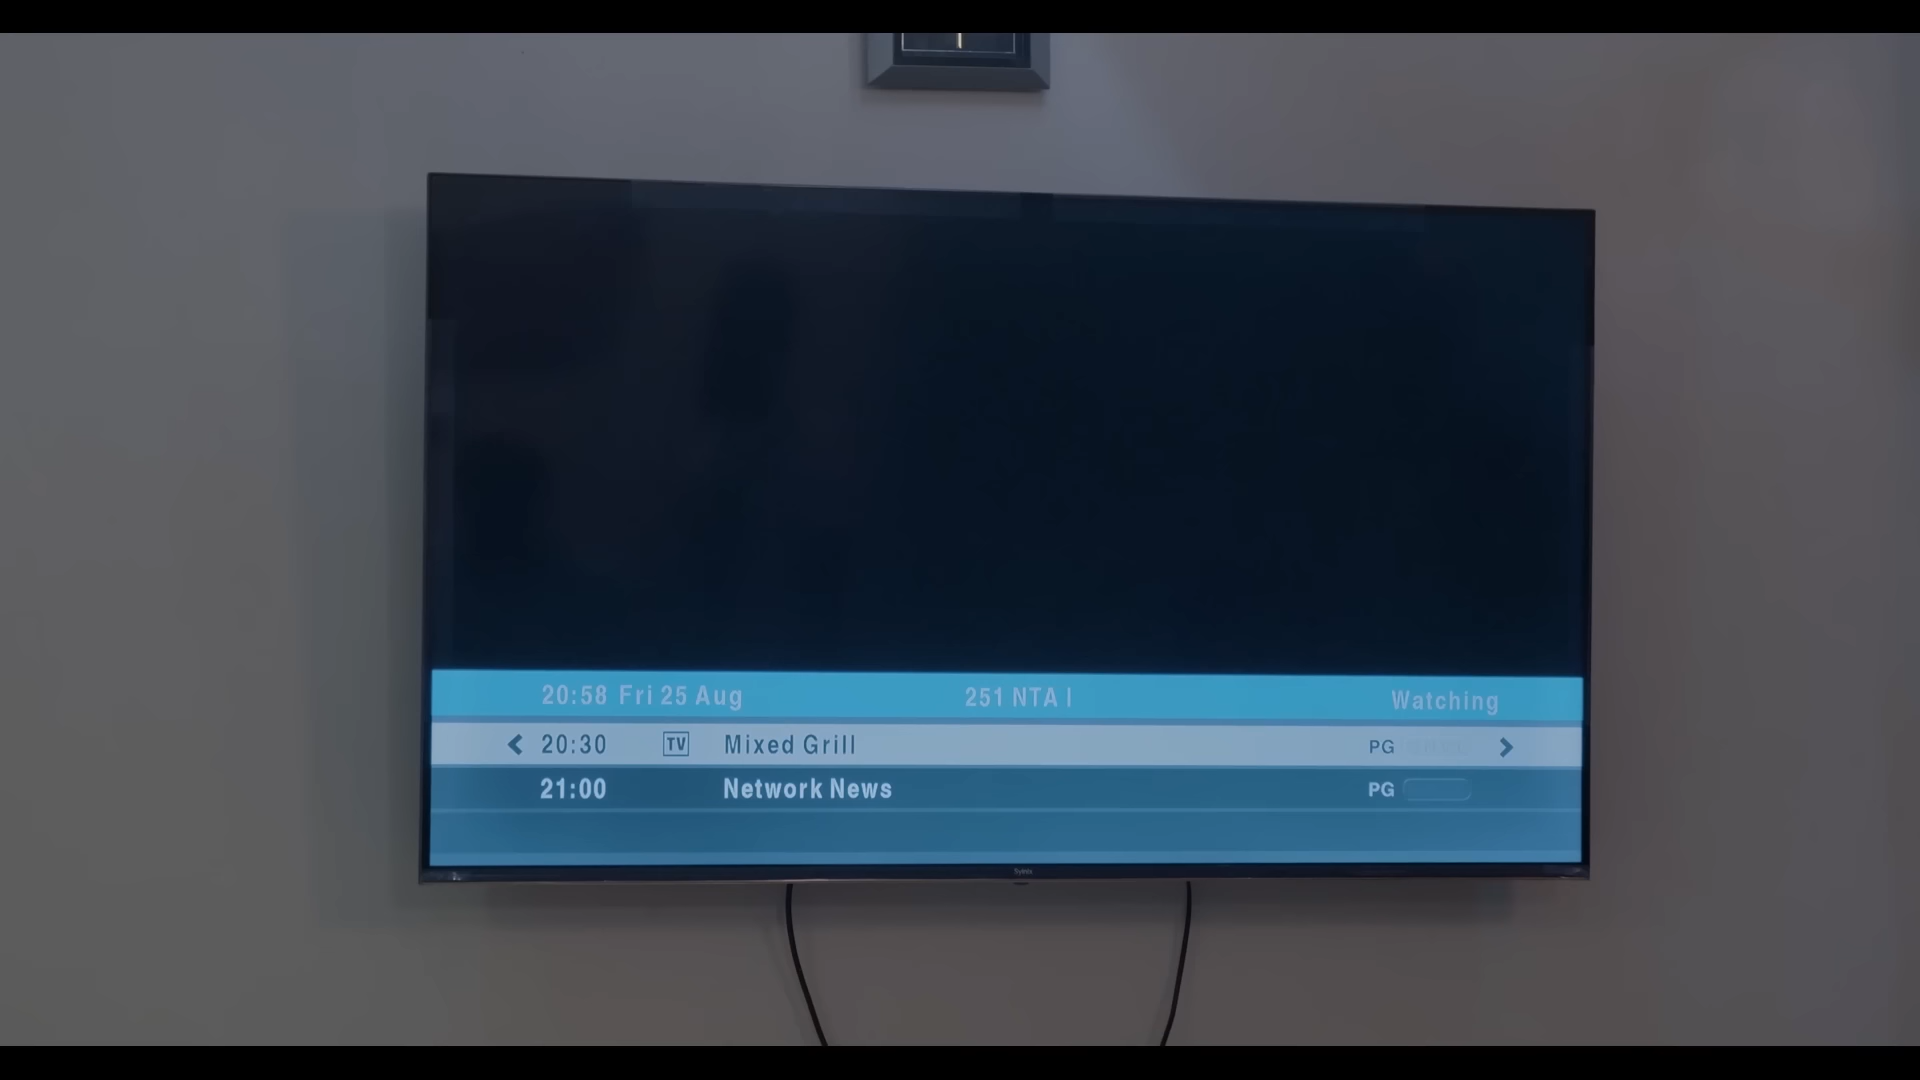 20:58 Fri 25 Aug 251 NTA I Watching
20:30 TV Mixed Grill PG
21:00 Network News PG